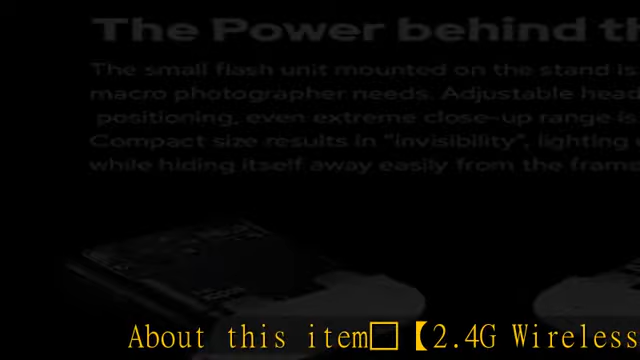 The Power behind th
The small flash unit mounted on the stand is
macro photographer needs. Adjustable head
positioning, even extreme close-up range is
Compact size results in "invisibility", lighting
while hiding itself away easily from the frame
About this item□【2.4G Wireless